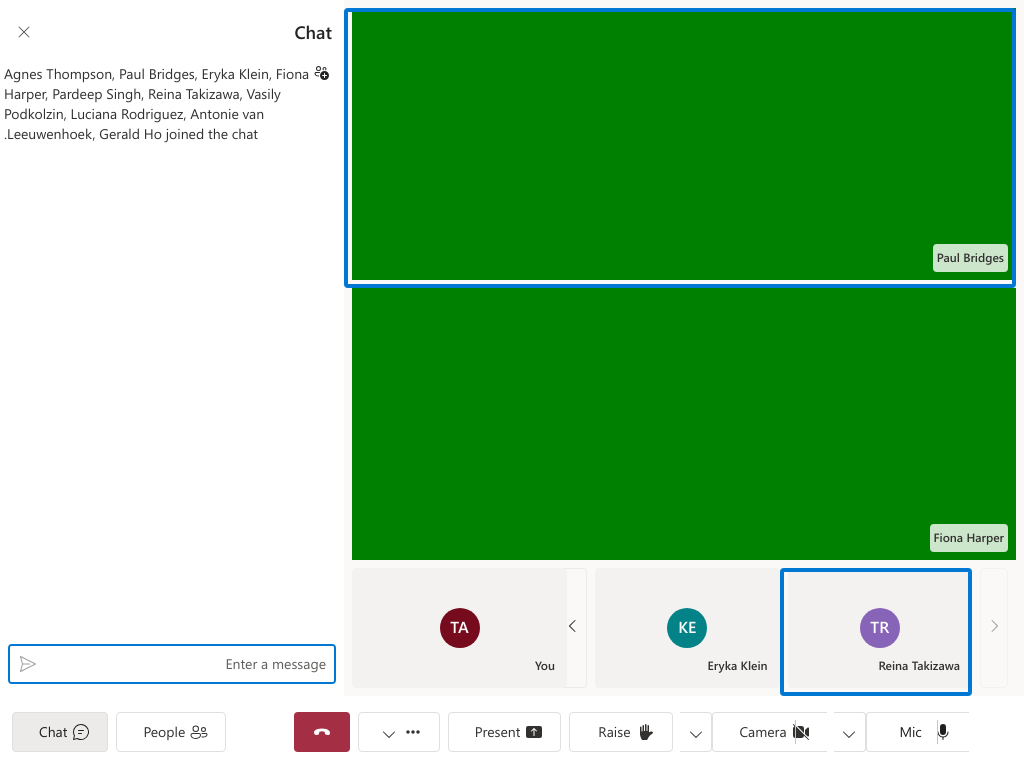 Chat
Agnes Thompson, Paul Bridges, Eryka Klein, Fiona
Harper, Pardeep Singh, Reina Takizawa, Vasily
Podkolzin, Luciana Rodriguez, Antonie van
.Leeuwenhoek, Gerald Ho joined the chat
Paul Bridges
Fiona Harper
TA
You
KE
Eryka Klein
TR
Reina Takizawa
Enter a message
Chat
People
Present
Raise
Camera
Mic